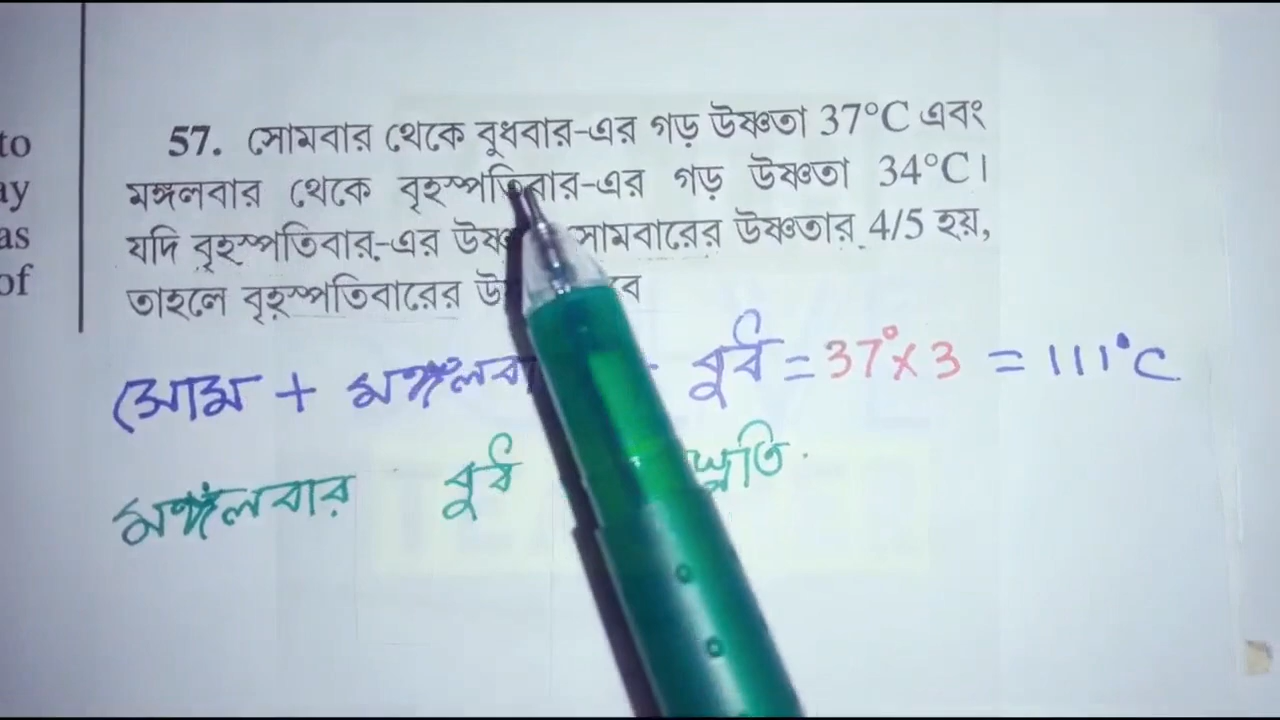 to
ay
as
of
57. সোমবার থেকে বুধবার-এর গড় উষ্ণতা 37°C এবং
মঙ্গলবার থেকে বৃহস্পতিবার-এর গড় উষ্ণতা 34°C।
যদি বৃহস্পতিবার-এর সোমবারের উষ্ণতার 4/5 হয়,
তাহলে বৃহস্পতিবারের
সোম + মঙ্গলবা বুধ = 37° × 3 = 111°C
মঙ্গলবার বুধ